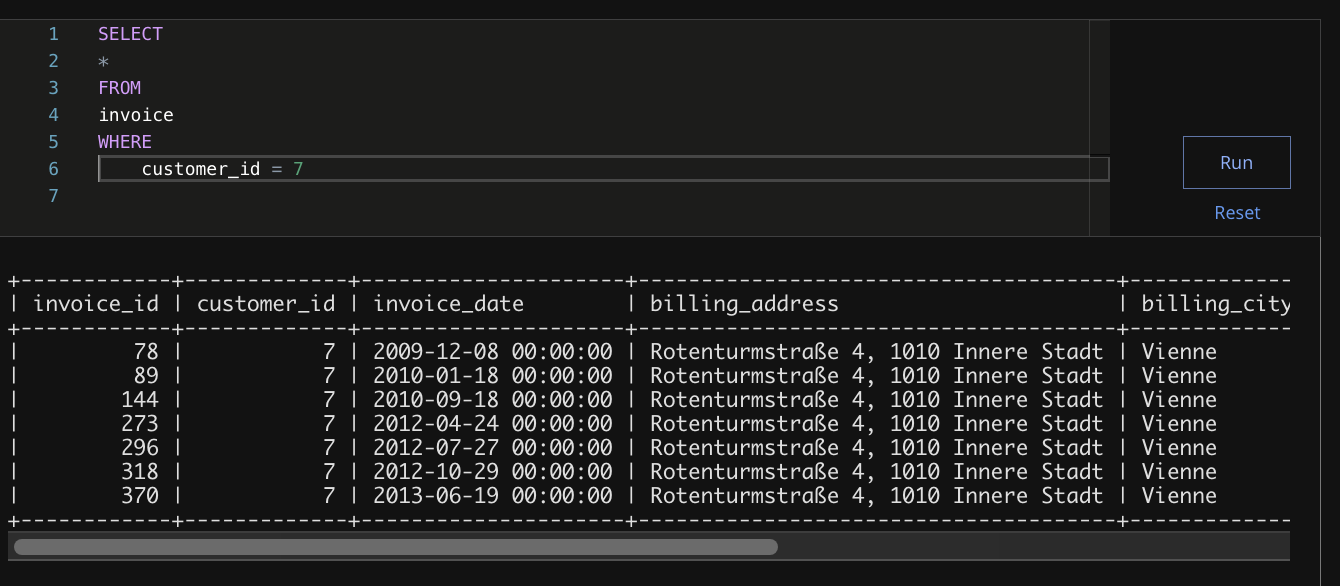 1 SELECT
2 *
3 FROM
4 invoice
5 WHERE
6 customer_id = 7
7
Run
Reset
+------------+-------------+---------------------+--------------------------------------+-------------
| invoice_id | customer_id | invoice_date        | billing_address                      | billing_city
+------------+-------------+---------------------+--------------------------------------+-------------
|         78 |           7 | 2009-12-08 00:00:00 | Rotenturmstraße 4, 1010 Innere Stadt | Vienne
|         89 |           7 | 2010-01-18 00:00:00 | Rotenturmstraße 4, 1010 Innere Stadt | Vienne
|        144 |           7 | 2010-09-18 00:00:00 | Rotenturmstraße 4, 1010 Innere Stadt | Vienne
|        273 |           7 | 2012-04-24 00:00:00 | Rotenturmstraße 4, 1010 Innere Stadt | Vienne
|        296 |           7 | 2012-07-27 00:00:00 | Rotenturmstraße 4, 1010 Innere Stadt | Vienne
|        318 |           7 | 2012-10-29 00:00:00 | Rotenturmstraße 4, 1010 Innere Stadt | Vienne
|        370 |           7 | 2013-06-19 00:00:00 | Rotenturmstraße 4, 1010 Innere Stadt | Vienne
+------------+-------------+---------------------+--------------------------------------+-------------